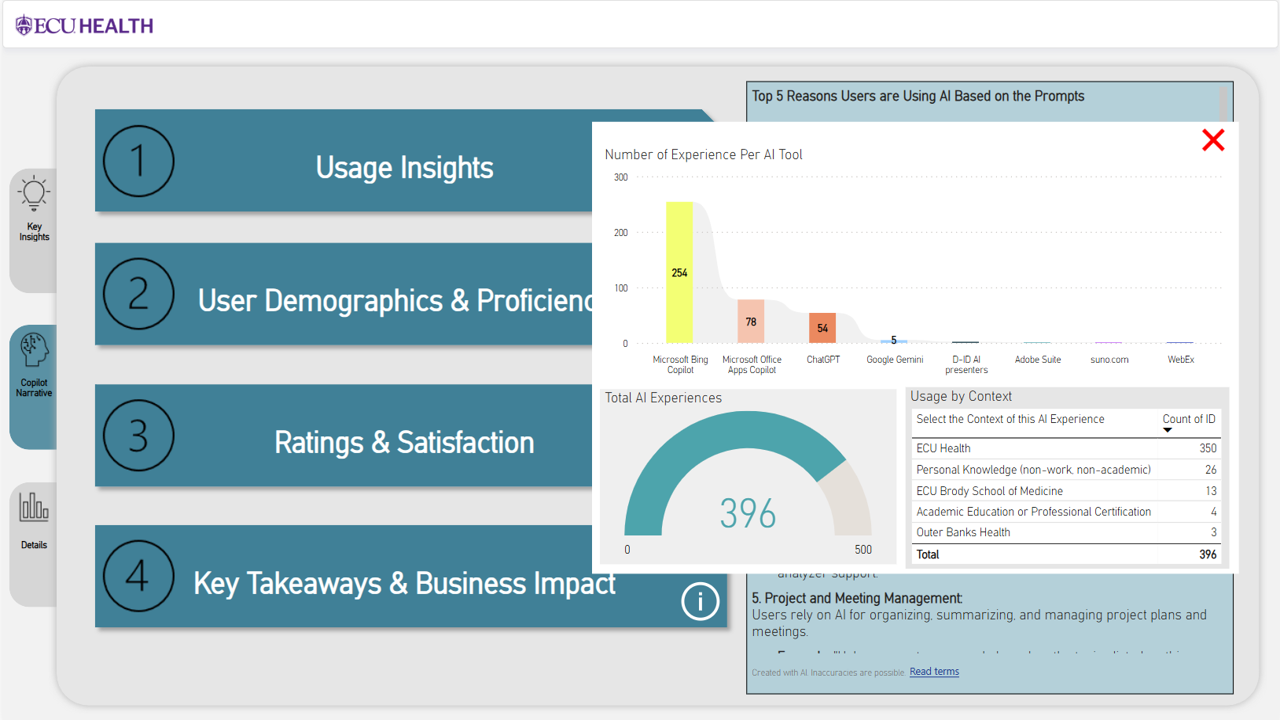 ECU HEALTH
Key
Insights
Copilot
Narrative
Details
1
Usage Insights
2
User Demographics & Proficienc
3
Ratings & Satisfaction
4
Key Takeaways & Business Impact
i
Top 5 Reasons Users are Using AI Based on the Prompts
Number of Experience Per AI Tool
300
200
100
0
254
78
54
5
Microsoft Bing
Copilot
Microsoft Office
Apps Copilot
ChatGPT
Google Gemini
D-ID AI
presenters
Adobe Suite
suno.com
WebEx
Total AI Experiences
396
0
500
Usage by Context
Select the Context of this AI Experience Count of ID
ECU Health 350
Personal Knowledge (non-work, non-academic) 26
ECU Brody School of Medicine 13
Academic Education or Professional Certification 4
Outer Banks Health 3
Total 396
analyzer support.
5. Project and Meeting Management:
Users rely on AI for organizing, summarizing, and managing project plans and
meetings.
Created with AI. Inaccuracies are possible. Read terms